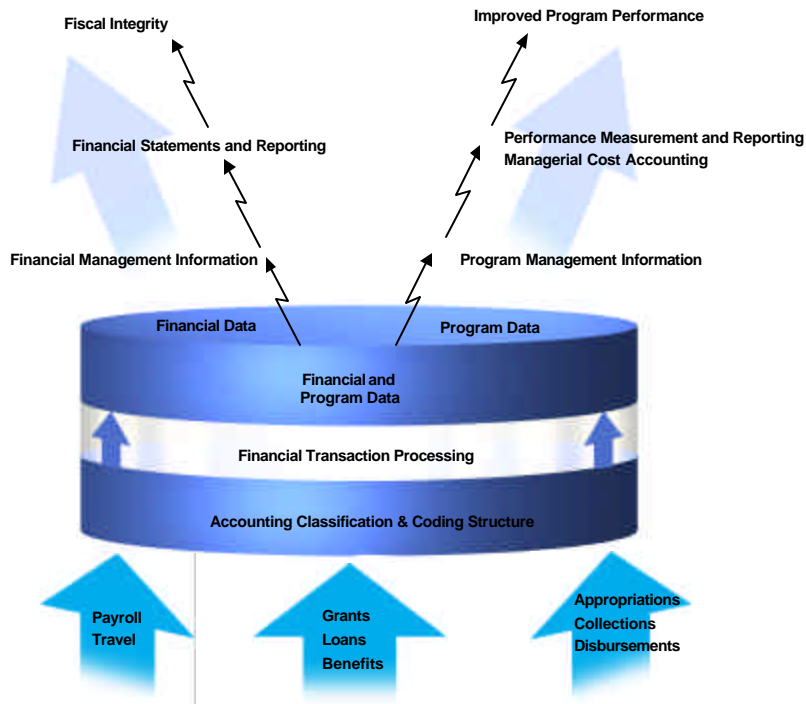 Fiscal Integrity
Improved Program Performance
Financial Statements and Reporting
Performance Measurement and Reporting
Managerial Cost Accounting
Financial Management Information
Program Management Information
Financial Data
Program Data
Financial and
Program Data
Financial Transaction Processing
Accounting Classification & Coding Structure
Payroll
Travel
Grants
Loans
Benefits
Appropriations
Collections
Disbursements